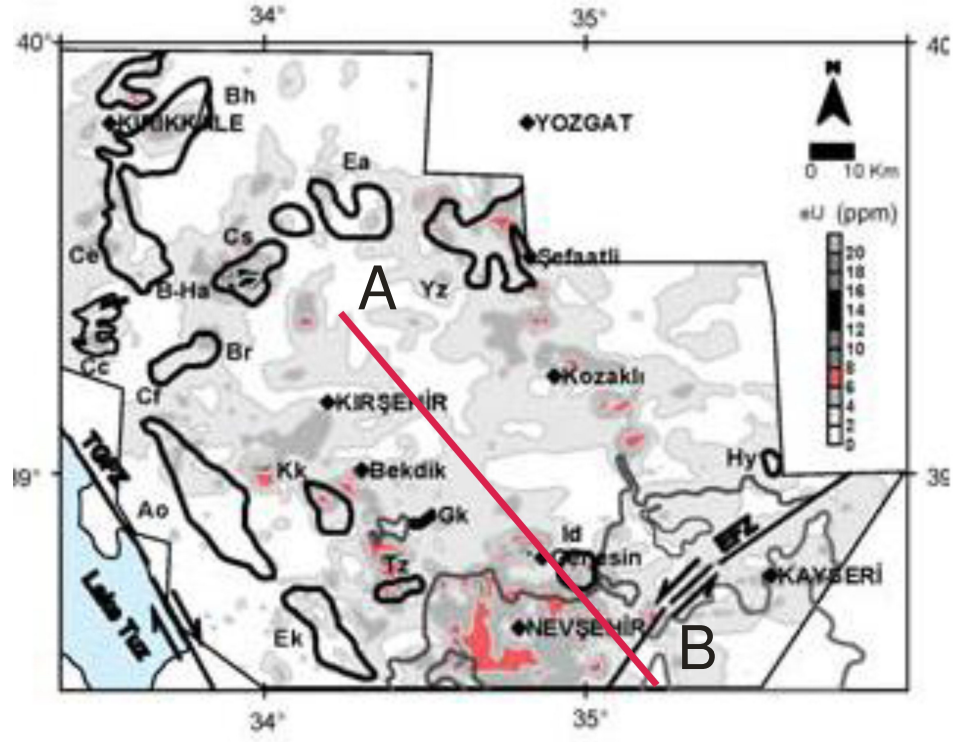 34°
35°
40°
40
N
Bh
KIRIKKALE
YOZGAT
0 10 Km
Ea
eU (ppm)
Cs
Ce
Şefaatli
20
18
16
14
12
10
8
6
4
2
0
B-Ha
A
Yz
Br
Cc
Cf
Kozaklı
KIRŞEHİR
TGFZ
39°
39
Kk
Bekdik
Hy
Ao
Gk
Id
EFZ
Tz
KAYSERİ
Lake Tuz
Ek
NEVŞEHİR
B
34°
35°